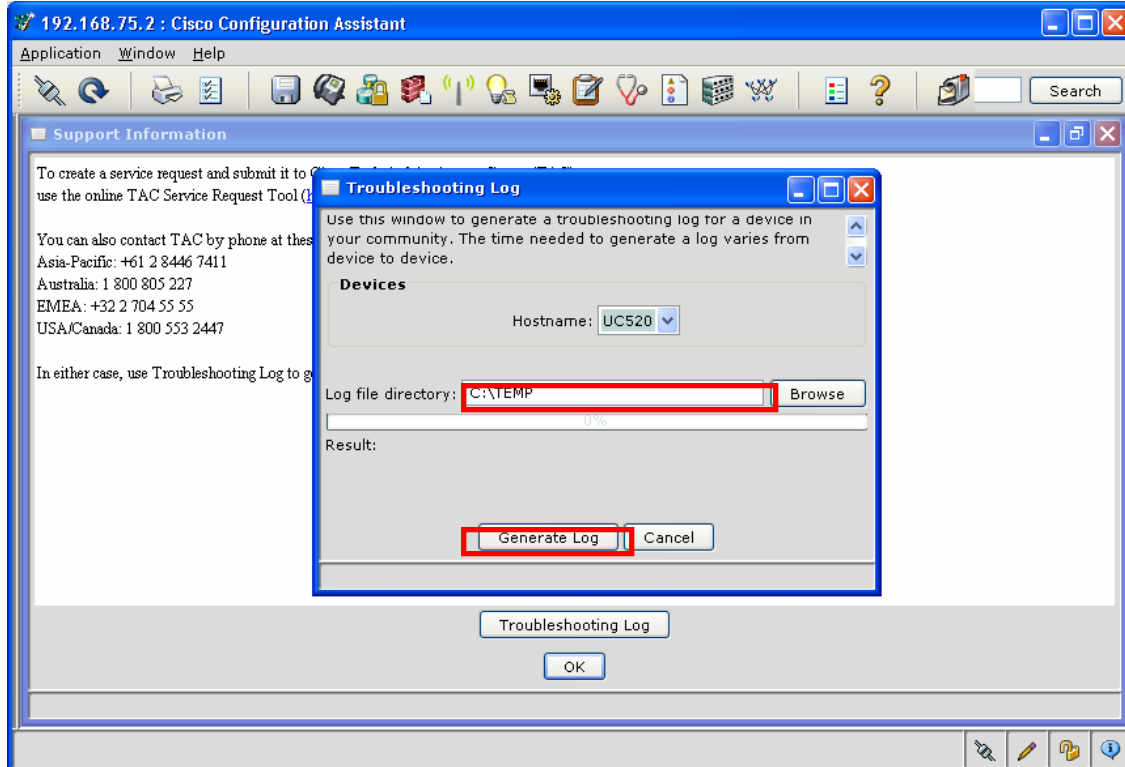 192.168.75.2 : Cisco Configuration Assistant
Application Window Help
Search
Support Information
To create a service request and submit it to
use the online TAC Service Request Tool (h
You can also contact TAC by phone at thes
Asia-Pacific: +61 2 8446 7411
Australia: 1 800 805 227
EMEA: +32 2 704 55 55
USA/Canada: 1 800 553 2447
In either case, use Troubleshooting Log to g
Troubleshooting Log
Use this window to generate a troubleshooting log for a device in
your community. The time needed to generate a log varies from
device to device.
Devices
Hostname: UC520
Log file directory: C:\TEMP Browse
0%
Result:
Generate Log Cancel
Troubleshooting Log
OK